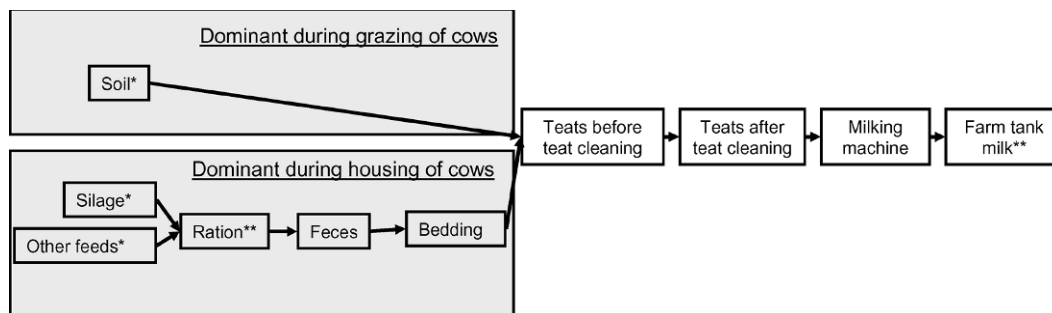 Dominant during grazing of cows
Soil*
Teats before
teat cleaning
Teats after
teat cleaning
Milking
machine
Farm tank
milk**
Dominant during housing of cows
Silage*
Other feeds*
Ration**
Feces
Bedding